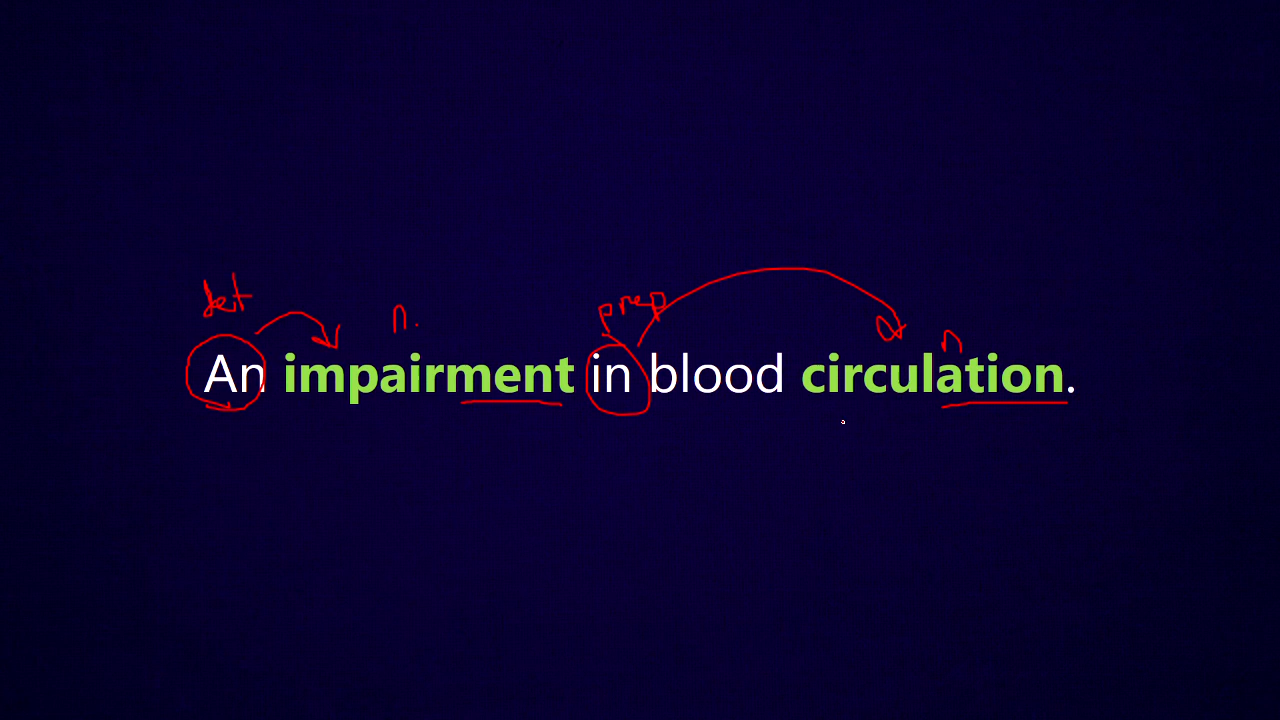 det n. prep n
An impairment in blood circulation.